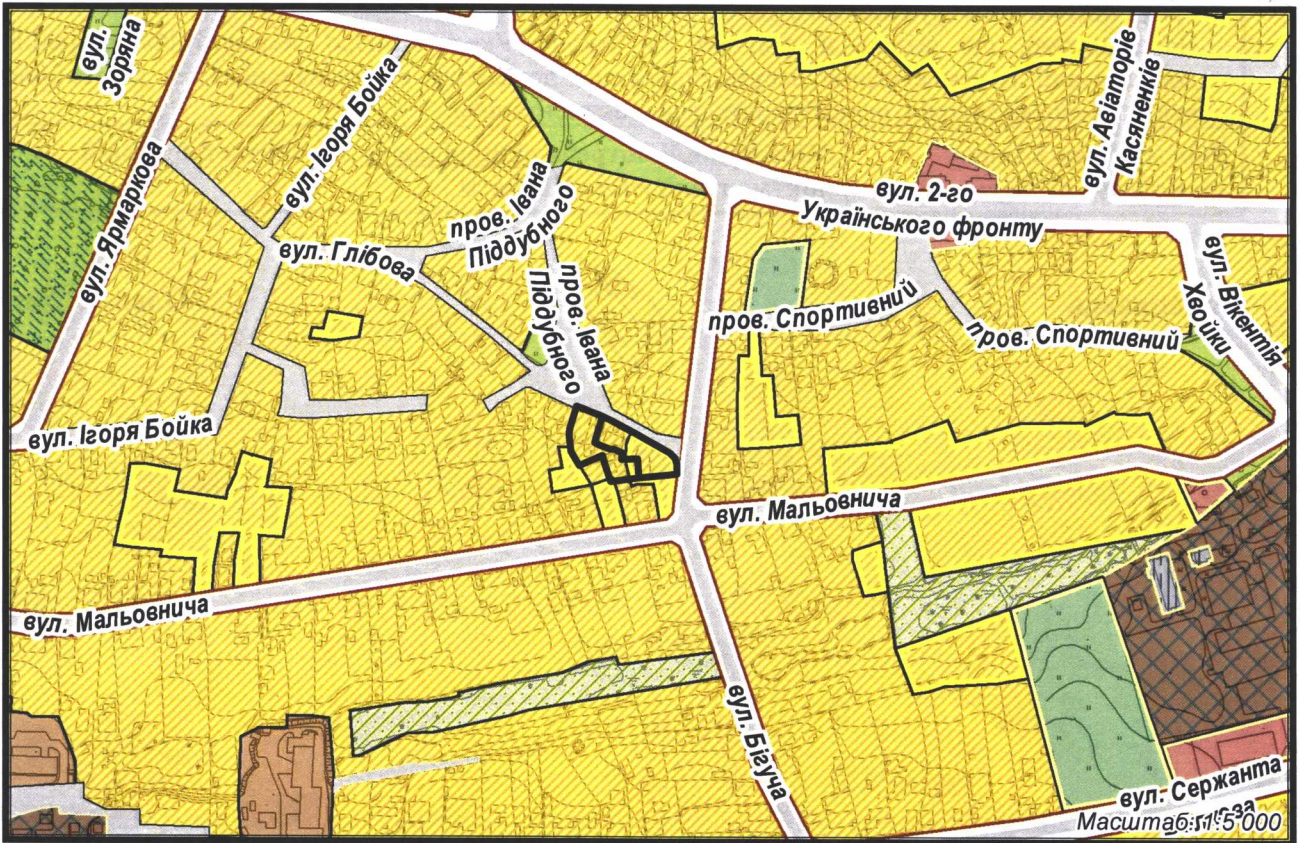 вул.
Зоряна
вул. Ігоря Бойка
вул. Авіаторів
Касяненків
вул. Ярмаркова
пров. Івана
Піддубного
вул. 2-го
Українського фронту
вул. Глібова
пров. Івана
Піддубного
вул. Вікентія
Хвойки
пров. Спортивний
пров. Спортивний
вул. Ігоря Бойка
вул. Мальовнича
вул. Мальовнича
вул. Бігуча
вул. Сержанта
Масштаб: 1:5 000